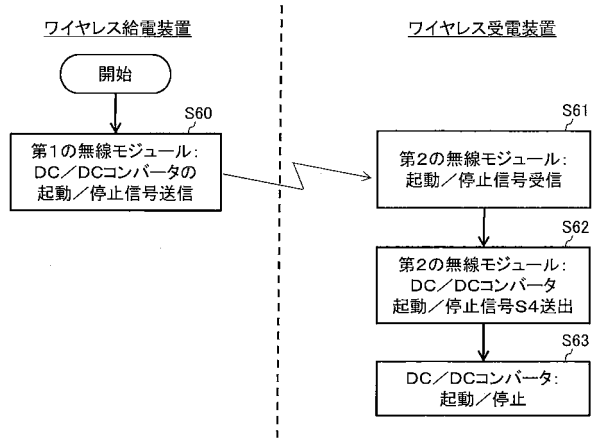 ワイヤレス給電装置
開始
S60
第1の無線モジュール：
DC／DCコンバータの
起動／停止信号送信
ワイヤレス受電装置
S61
第2の無線モジュール：
起動／停止信号受信
S62
第2の無線モジュール：
DC／DCコンバータ
起動／停止信号S4送出
S63
DC／DCコンバータ：
起動／停止